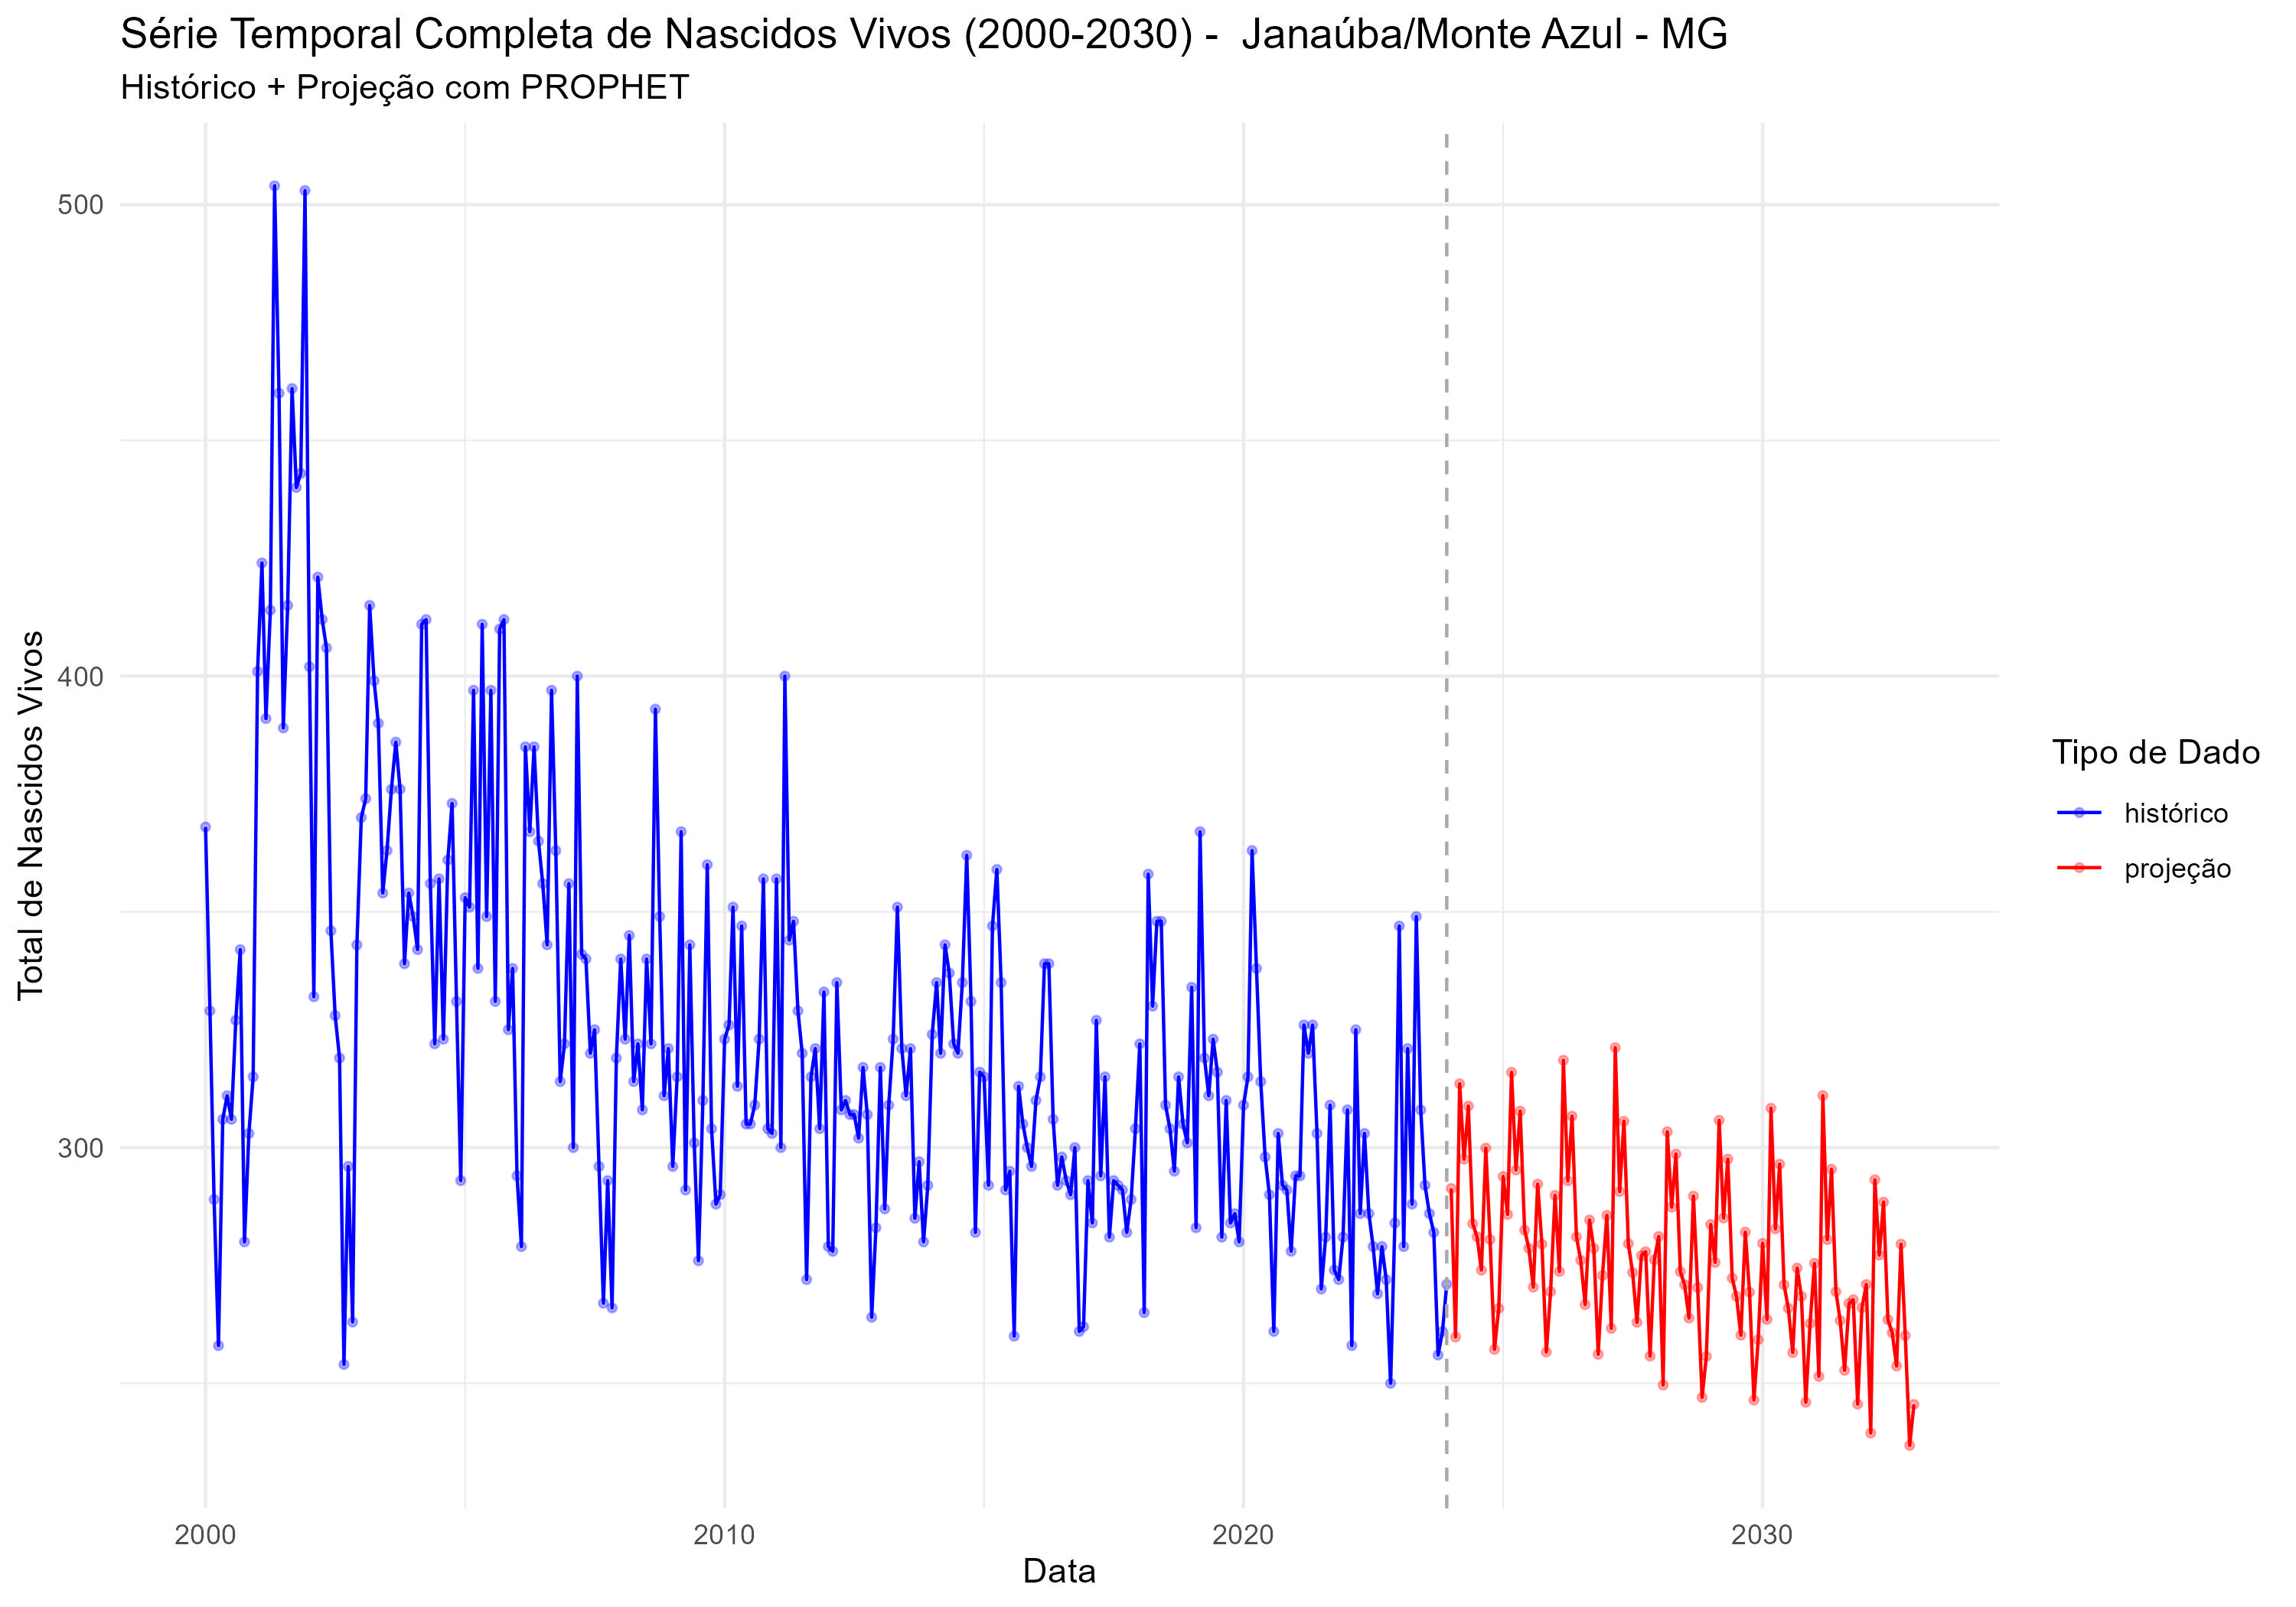 Série Temporal Completa de Nascidos Vivos (2000-2030) -  Janaúba/Monte Azul - MG
Histórico + Projeção com PROPHET
Total de Nascidos Vivos
500
400
300
2000
2010
2020
2030
Data
Tipo de Dado
histórico
projeção